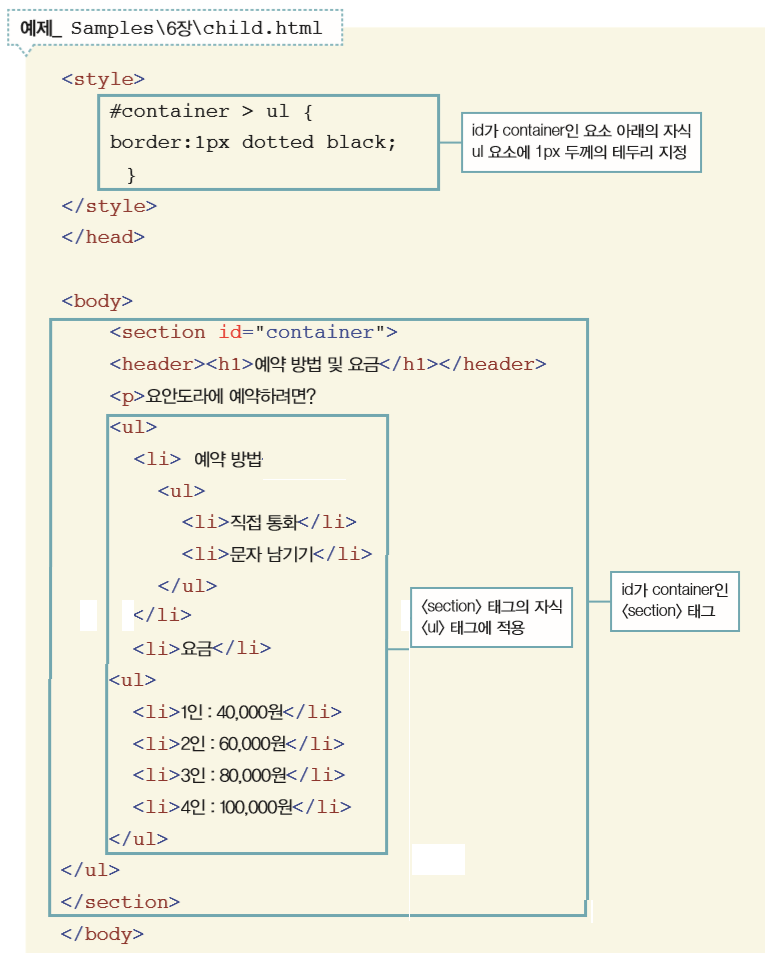 예제_ Samples\6장\child.html
<style>
#container > ul {
border:1px dotted black;
}
id가 container인 요소 아래의 자식
ul 요소에 1px 두께의 테두리 지정
</style>
</head>
<body>
<section id="container">
<header><h1>예약 방법 및 요금</h1></header>
<p>요안도라에 예약하려면?
<ul>
<li> 예약 방법
<ul>
<li>직접 통화</li>
<li>문자 남기기</li>
</ul>
</li>
<li>요금</li>
<ul>
<li>1인 : 40,000원</li>
<li>2인 : 60,000원</li>
<li>3인 : 80,000원</li>
<li>4인 : 100,000원</li>
</ul>
</ul>
</section>
</body>
〈section〉 태그의 자식
〈ul〉 태그에 적용
id가 container인
〈section〉 태그